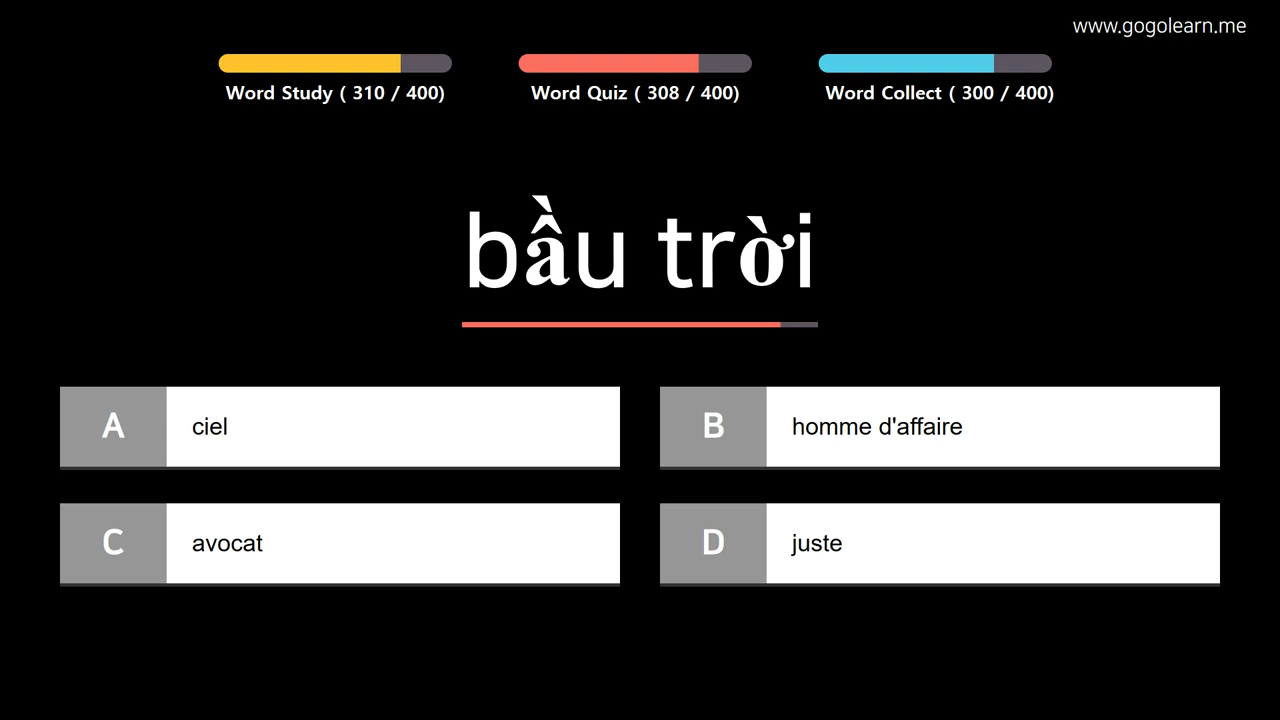 www.gogolearn.me
Word Study ( 310 / 400)
Word Quiz ( 308 / 400)
Word Collect ( 300 / 400)
bầu trời
A ciel
B homme d'affaire
C avocat
D juste